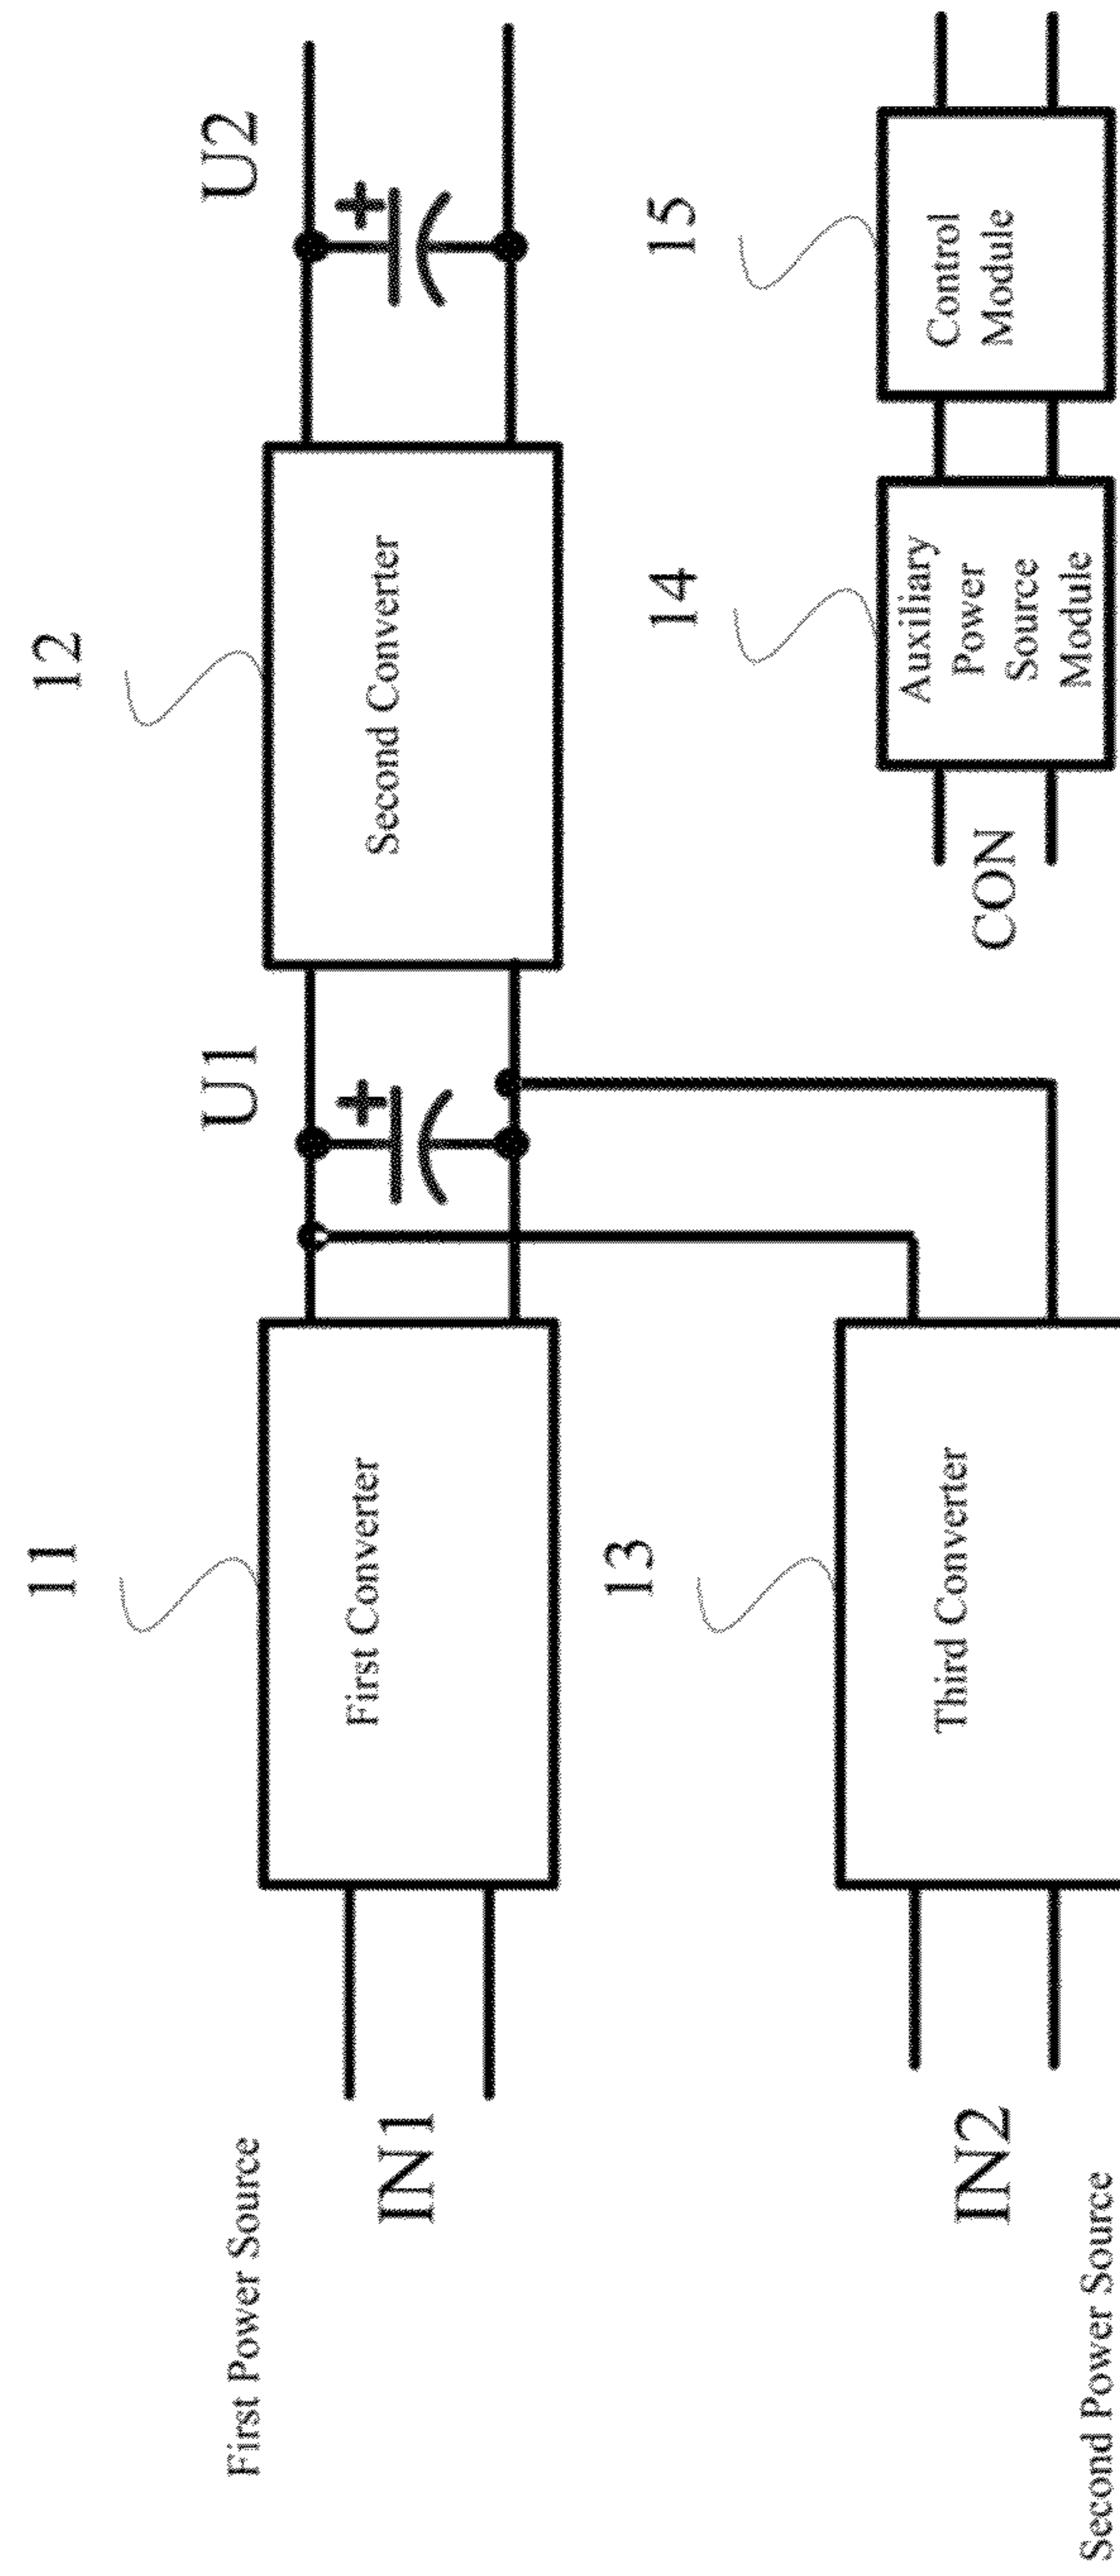 First Power Source
IN1
11
First Converter
U1
12
Second Converter
U2
Second Power Source
IN2
13
Third Converter
CON
14
Auxiliary
Power
Source
Module
15
Control
Module